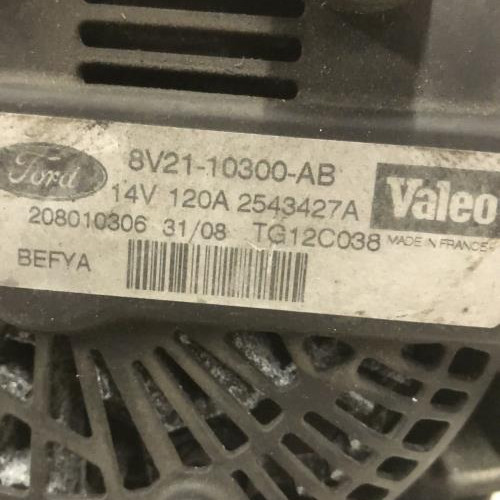 Ford
8V21-10300-AB
14V 120A 2543427A
Valeo
208010306 31/08 TG12C038
MADE IN FRANCE
BEFYA